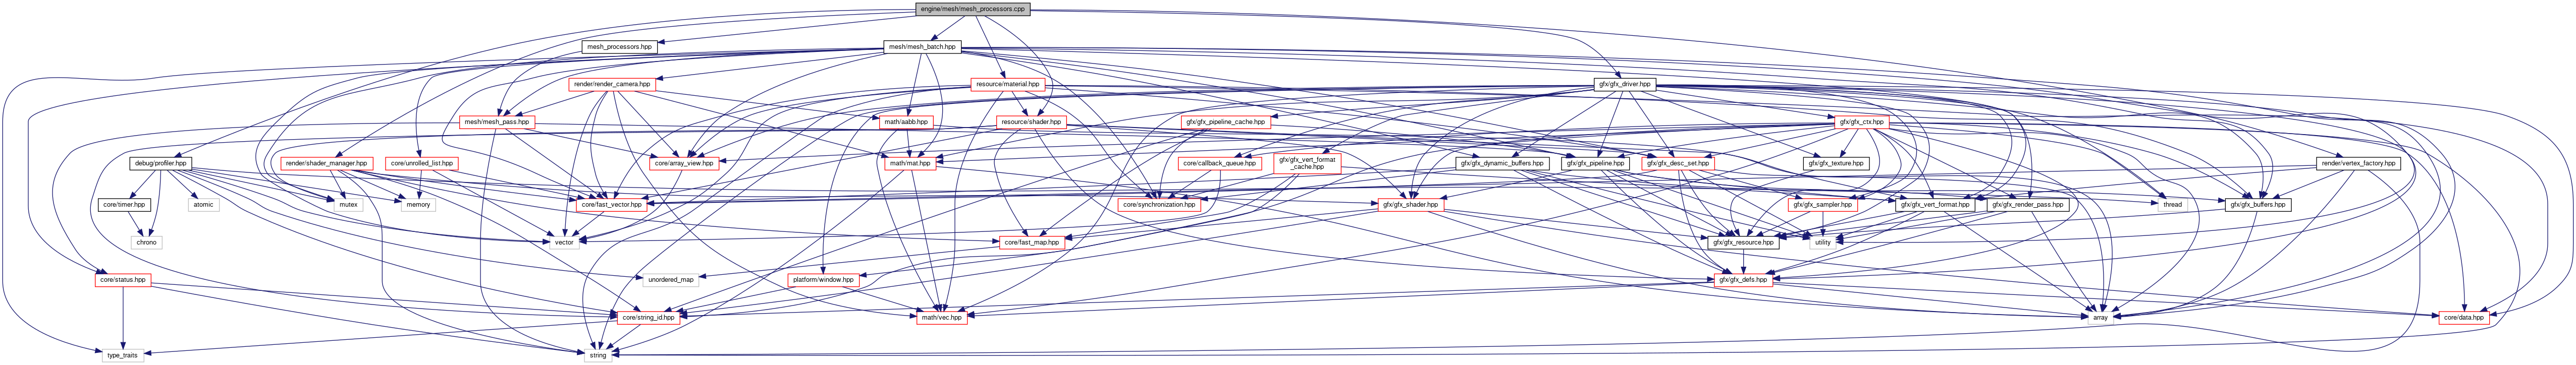 engine/mesh/mesh_processors.cpp
mesh_processors.hpp
mesh/mesh_batch.hpp
render/render_camera.hpp
resource/material.hpp
gfx/gfx_driver.hpp
mesh/mesh_pass.hpp
math/aabb.hpp
resource/shader.hpp
gfx/gfx_pipeline_cache.hpp
gfx/gfx_ctx.hpp
debug/profiler.hpp
render/shader_manager.hpp
core/unrolled_list.hpp
core/array_view.hpp
math/mat.hpp
core/callback_queue.hpp
gfx/gfx_vert_format
_cache.hpp
gfx/gfx_dynamic_buffers.hpp
gfx/gfx_pipeline.hpp
gfx/gfx_desc_set.hpp
gfx/gfx_texture.hpp
render/vertex_factory.hpp
core/timer.hpp
atomic
mutex
memory
core/fast_vector.hpp
core/synchronization.hpp
gfx/gfx_shader.hpp
gfx/gfx_sampler.hpp
gfx/gfx_vert_format.hpp
gfx/gfx_render_pass.hpp
thread
gfx/gfx_buffers.hpp
chrono
vector
core/fast_map.hpp
gfx/gfx_resource.hpp
utility
core/status.hpp
unordered_map
platform/window.hpp
gfx/gfx_defs.hpp
core/string_id.hpp
math/vec.hpp
array
core/data.hpp
type_traits
string